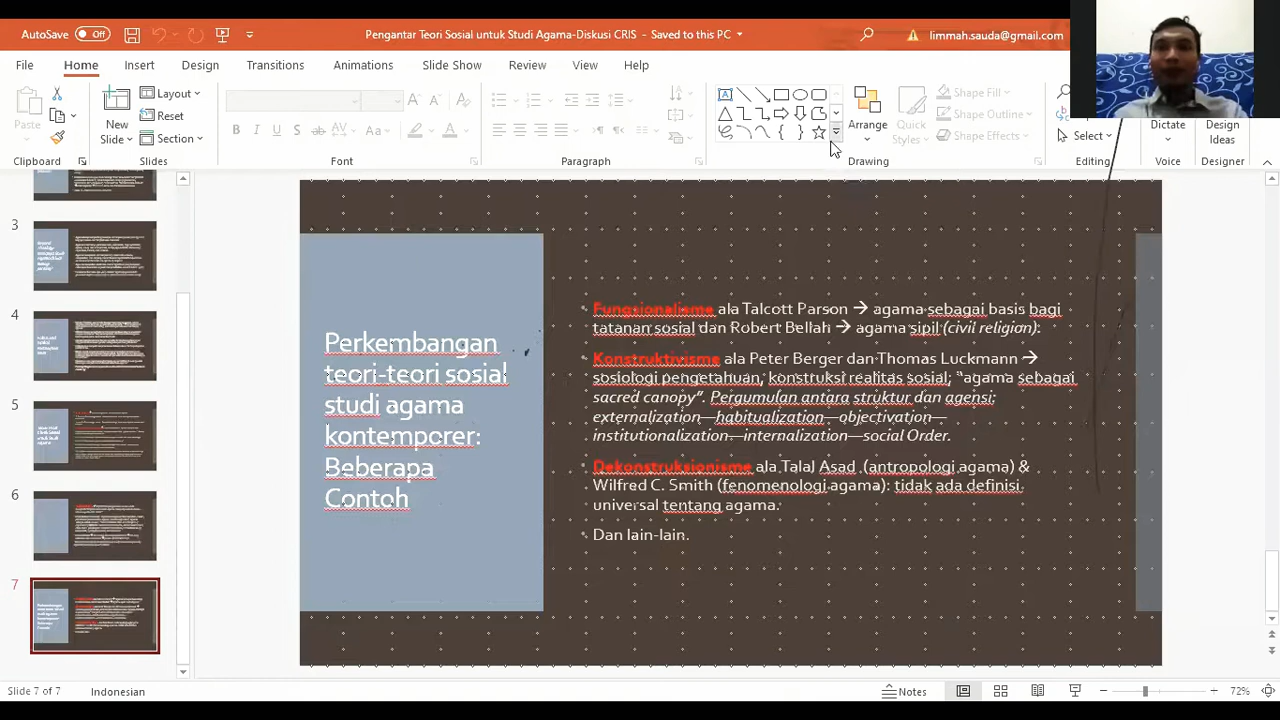 AutoSave Off
Pengantar Teori Sosial untuk Studi Agama-Diskusi CRIS - Saved to this PC
limmah.sauda@gmail.com
File Home Insert Design Transitions Animations Slide Show Review View Help
Paste
New Slide
Layout
Reset
Section
Arrange
Quick Styles
Shape Fill
Shape Outline
Shape Effects
Select
Dictate
Design Ideas
Clipboard Slides Font Paragraph Drawing Editing Voice Designer
3
4
5
6
7
Perkembangan
teori-teori sosial
studi agama
kontemporer:
Beberapa
Contoh
Fungsionalisme ala Talcott Parson → agama sebagai basis bagi
tatanan sosial dan Robert Bellah → agama sipil (civil religion).
Konstruktivisme ala Peter Berger dan Thomas Luckmann →
sosiologi pengetahuan, konstruksi realitas sosial; “agama sebagai
sacred canopy”. Pergumulan antara struktur dan agensi:
externalization—habitualization—objectivation—
institutionalization—internalization—social Order.
Dekonstruksionisme ala Talal Asad (antropologi agama) &
Wilfred C. Smith (fenomenologi agama): tidak ada definisi
universal tentang agama.
Dan lain-lain.
Slide 7 of 7 Indonesian Notes 72%